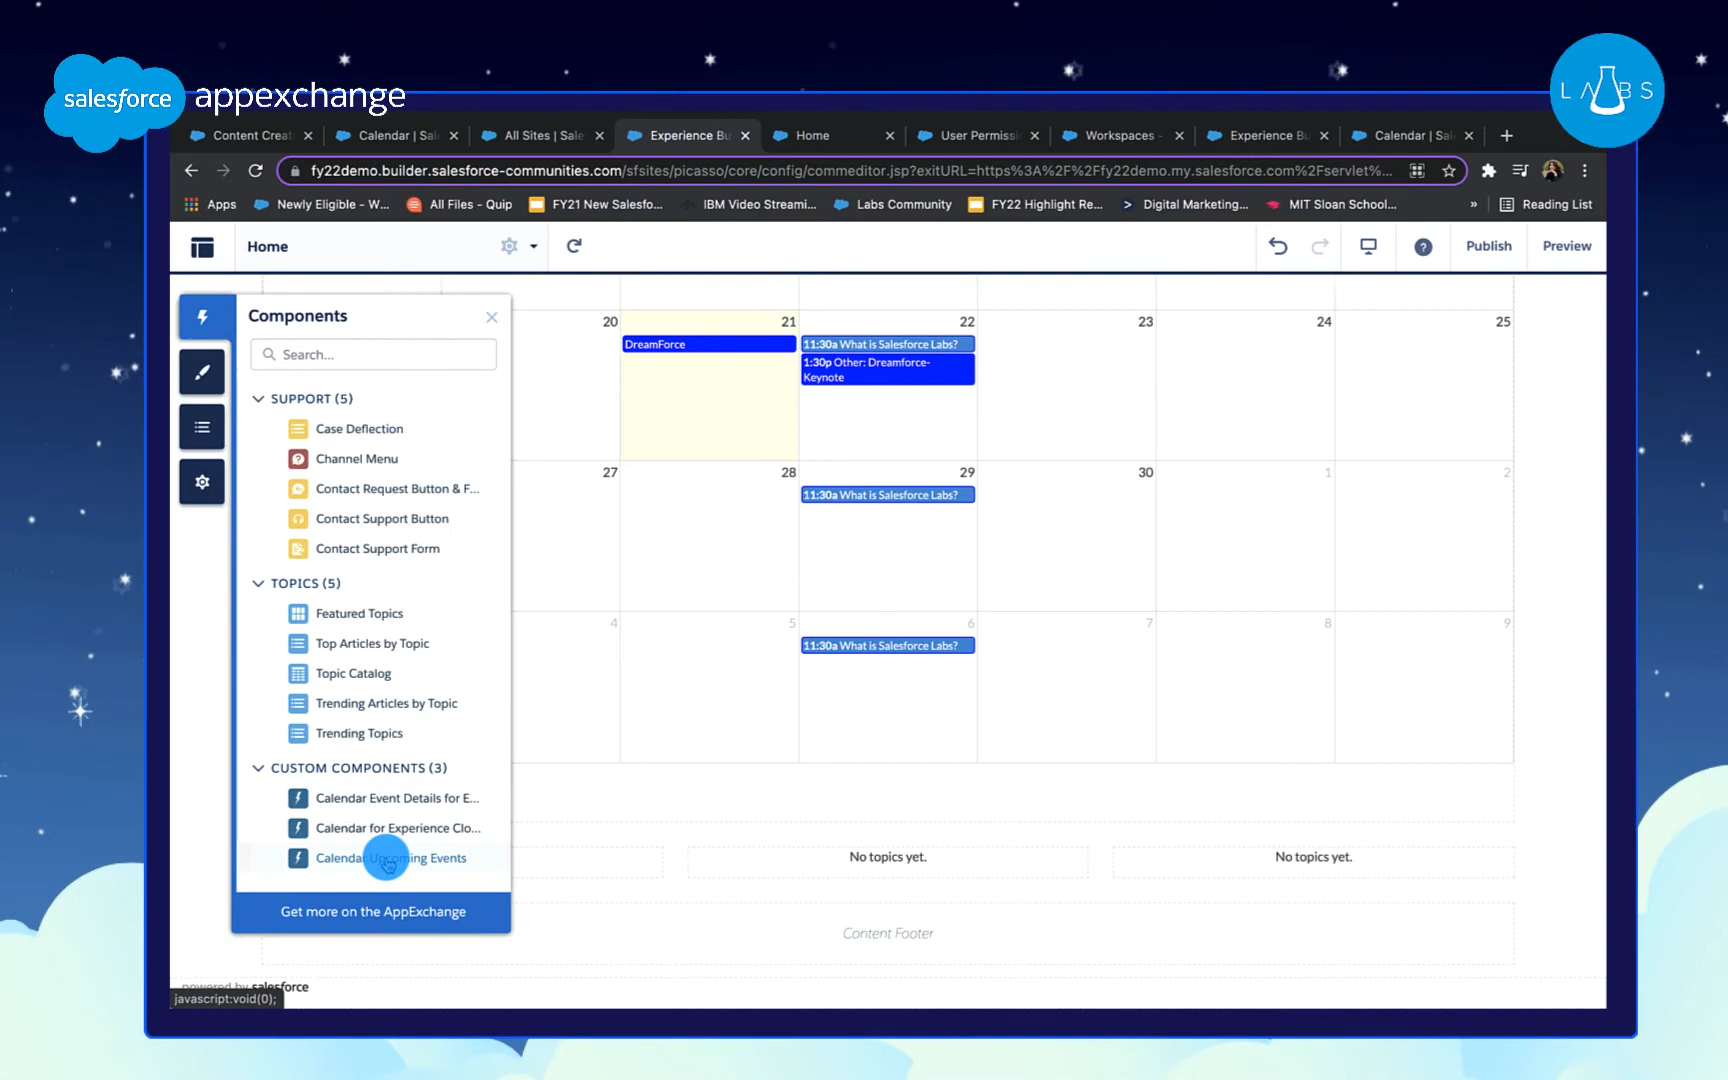 salesforce appexchange
LABS
Content Creat
Calendar | Sal
All Sites | Sale
Experience Bu
Home
User Permissi
Workspaces -
Experience Bu
Calendar | Sal
fy22demo.builder.salesforce-communities.com/sfsites/picasso/core/config/commeditor.jsp?exitURL=https%3A%2F%2Ffy22demo.my.salesforce.com%2Fservlet%...
Apps
Newly Eligible - W...
All Files - Quip
FY21 New Salesfo...
IBM Video Streami...
Labs Community
FY22 Highlight Re...
Digital Marketing...
MIT Sloan School...
»
Reading List
Home
Publish
Preview
Components
Search...
SUPPORT (5)
Case Deflection
Channel Menu
Contact Request Button & F...
Contact Support Button
Contact Support Form
TOPICS (5)
Featured Topics
Top Articles by Topic
Topic Catalog
Trending Articles by Topic
Trending Topics
CUSTOM COMPONENTS (3)
Calendar Event Details for E...
Calendar for Experience Clo...
Calendar Upcoming Events
Get more on the AppExchange
20 21 22 23 24 25
DreamForce
11:30a What is Salesforce Labs?
1:30p Other: Dreamforce-
Keynote
27 28 29 30 1 2
11:30a What is Salesforce Labs?
4 5 6 7 8 9
11:30a What is Salesforce Labs?
No topics yet.
No topics yet.
Content Footer
powered by salesforce
javascript:void(0);